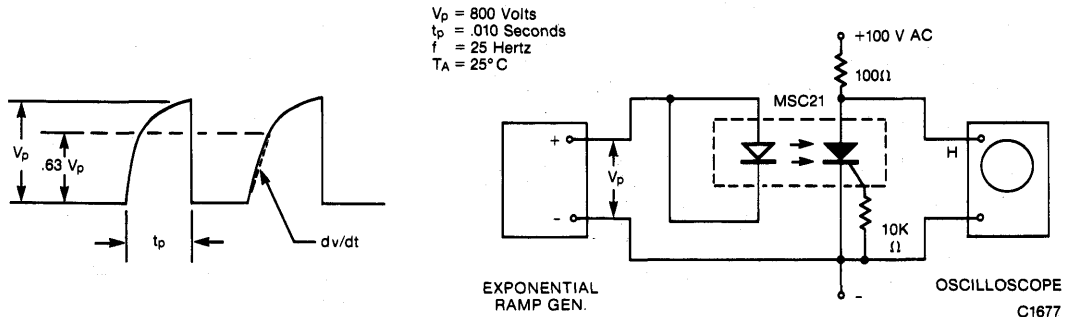 Vp = 800 Volts
tp = .010 Seconds
f = 25 Hertz
TA = 25° C
+100 V AC
100Ω
MSC21
Vp
.63 Vp
+
Vp
H
-
tp
dv/dt
10K
Ω
-
EXPONENTIAL
RAMP GEN.
OSCILLOSCOPE
C1677